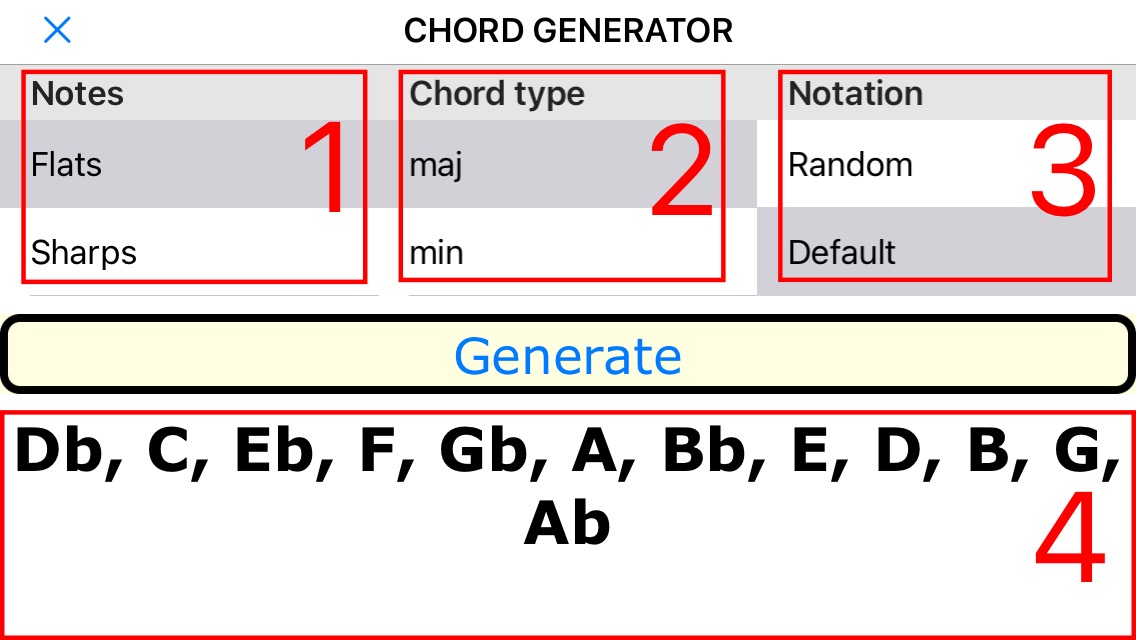 CHORD GENERATOR
Notes
Chord type
Notation
Flats
1
maj
2
Random
3
Sharps
min
Default
Generate
Db, C, Eb, F, Gb, A, Bb, E, D, B, G,
Ab
4